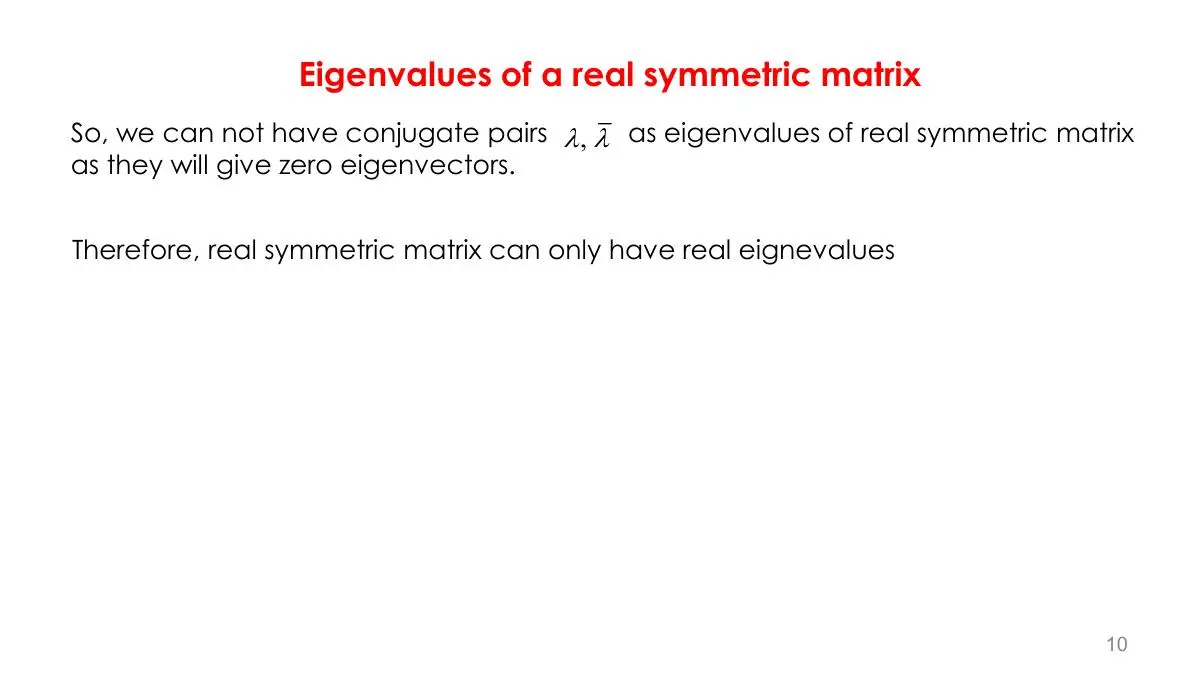 Eigenvalues of a real symmetric matrix
So, we can not have conjugate pairs λ, λ̅ as eigenvalues of real symmetric matrix
as they will give zero eigenvectors.
Therefore, real symmetric matrix can only have real eignevalues
10